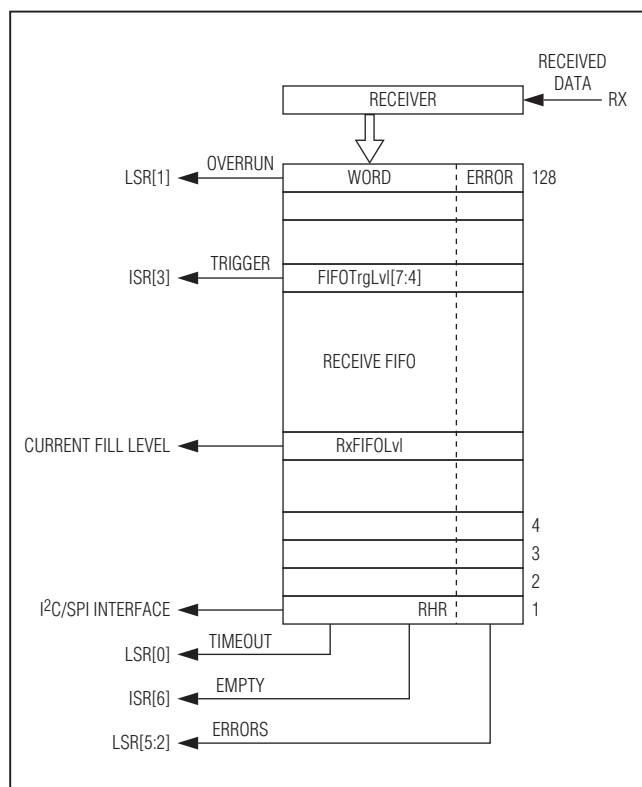 RECEIVED
DATA
RX
RECEIVER
OVERRUN
LSR[1]
WORD
ERROR
128
TRIGGER
ISR[3]
FIFOTrgLvl[7:4]
RECEIVE FIFO
CURRENT FILL LEVEL
RxFIFOLvl
4
3
2
I²C/SPI INTERFACE
RHR
1
TIMEOUT
LSR[0]
EMPTY
ISR[6]
ERRORS
LSR[5:2]